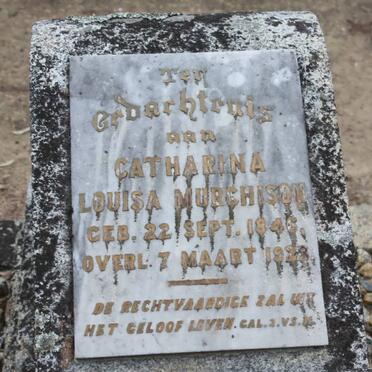 Ter
Gedachtenis
aan
CATHARINA
LOUISA MURCHISON
GEB. 22 SEPT.
OVERL. 7 MAART
DE RECHTVAARDIGE ZAL UIT
HET GELOOF LEVEN. GAL. 3. VS.